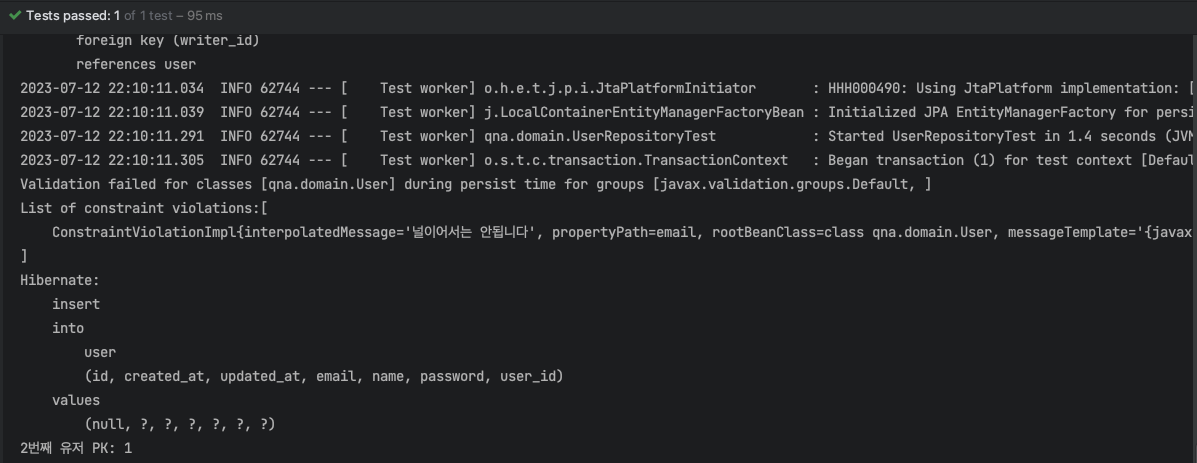 Tests passed: 1 of 1 test – 95 ms
foreign key (writer_id)
references user
2023-07-12 22:10:11.034  INFO 62744 --- [    Test worker] o.h.e.t.j.p.i.JtaPlatformInitiator       : HHH000490: Using JtaPlatform implementation: [
2023-07-12 22:10:11.039  INFO 62744 --- [    Test worker] j.LocalContainerEntityManagerFactoryBean : Initialized JPA EntityManagerFactory for persi
2023-07-12 22:10:11.291  INFO 62744 --- [    Test worker] qna.domain.UserRepositoryTest            : Started UserRepositoryTest in 1.4 seconds (JVM
2023-07-12 22:10:11.305  INFO 62744 --- [    Test worker] o.s.t.c.transaction.TransactionContext   : Began transaction (1) for test context [Defaul
Validation failed for classes [qna.domain.User] during persist time for groups [javax.validation.groups.Default, ]
List of constraint violations:[
ConstraintViolationImpl{interpolatedMessage='널이어서는 안됩니다', propertyPath=email, rootBeanClass=class qna.domain.User, messageTemplate='{javax
]
Hibernate:
insert
into
user
(id, created_at, updated_at, email, name, password, user_id)
values
(null, ?, ?, ?, ?, ?, ?)
2번째 유저 PK: 1